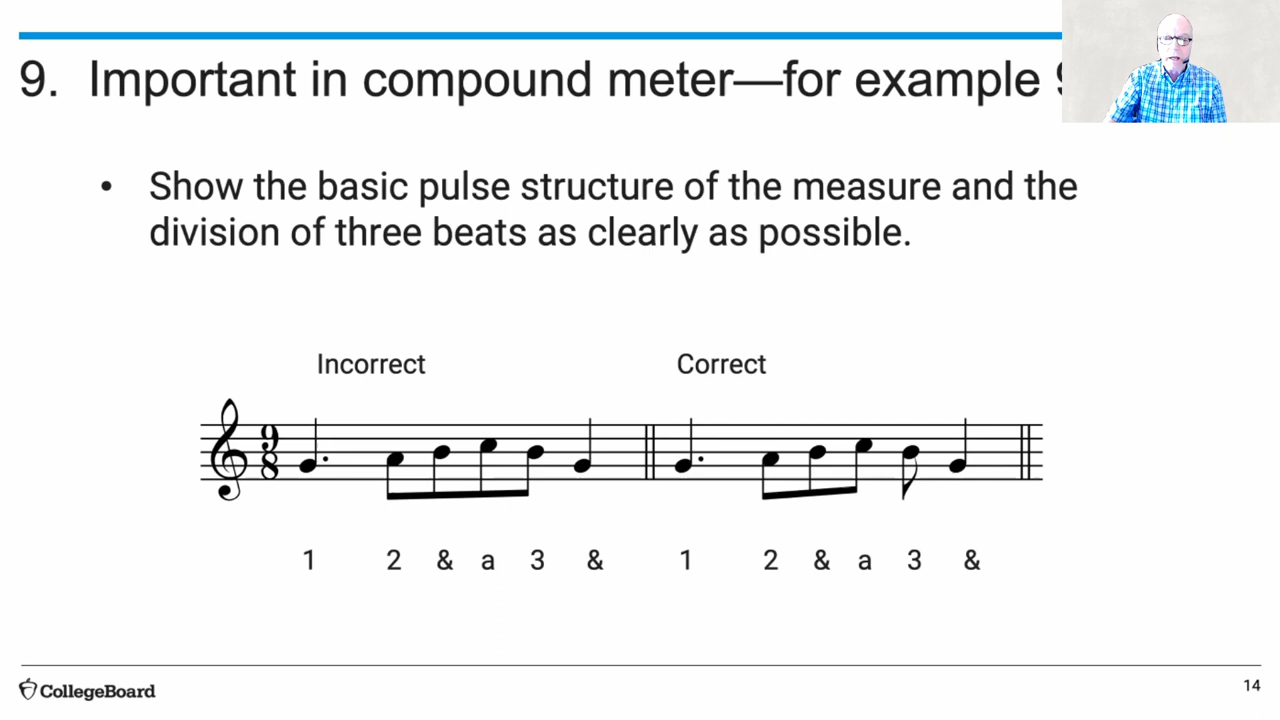 9. Important in compound meter—for example 9
Show the basic pulse structure of the measure and the
division of three beats as clearly as possible.
Incorrect Correct
9
8
1 2 & a 3 & 1 2 & a 3 &
CollegeBoard 14